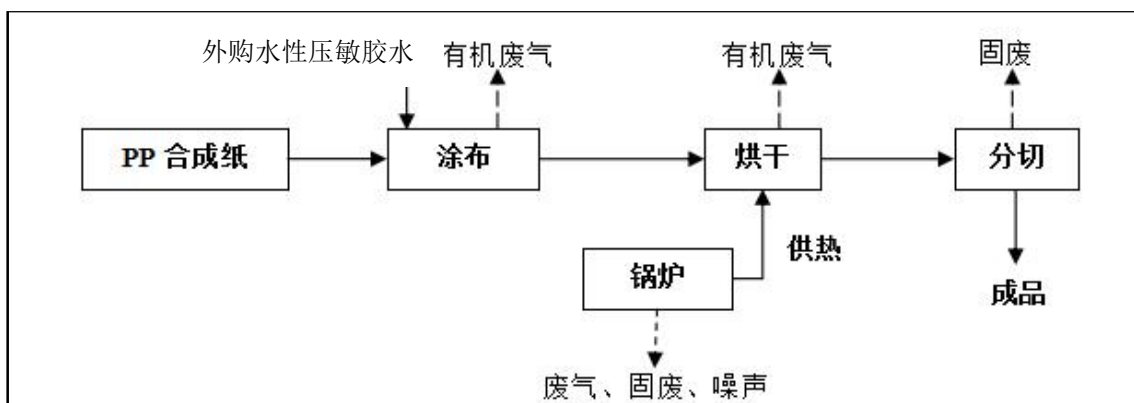 外购水性压敏胶水
有机废气
有机废气
固废
PP 合成纸
涂布
烘干
分切
供热
锅炉
成品
废气、固废、噪声